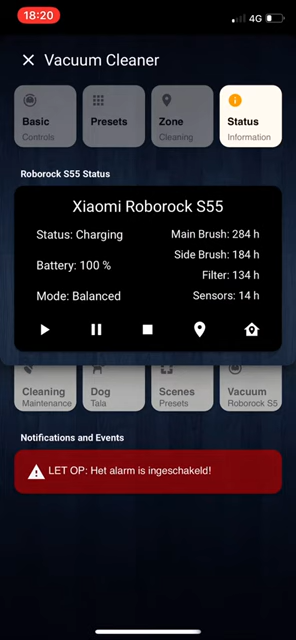 18:20
4G
Vacuum Cleaner
Basic
Controls
Presets
Zone
Cleaning
Status
Information
Roborock S55 Status
Xiaomi Roborock S55
Status: Charging
Battery: 100 %
Mode: Balanced
Main Brush: 284 h
Side Brush: 184 h
Filter: 134 h
Sensors: 14 h
Cleaning
Maintenance
Dog
Tala
Scenes
Presets
Vacuum
Roborock S5
Notifications and Events
LET OP: Het alarm is ingeschakeld!